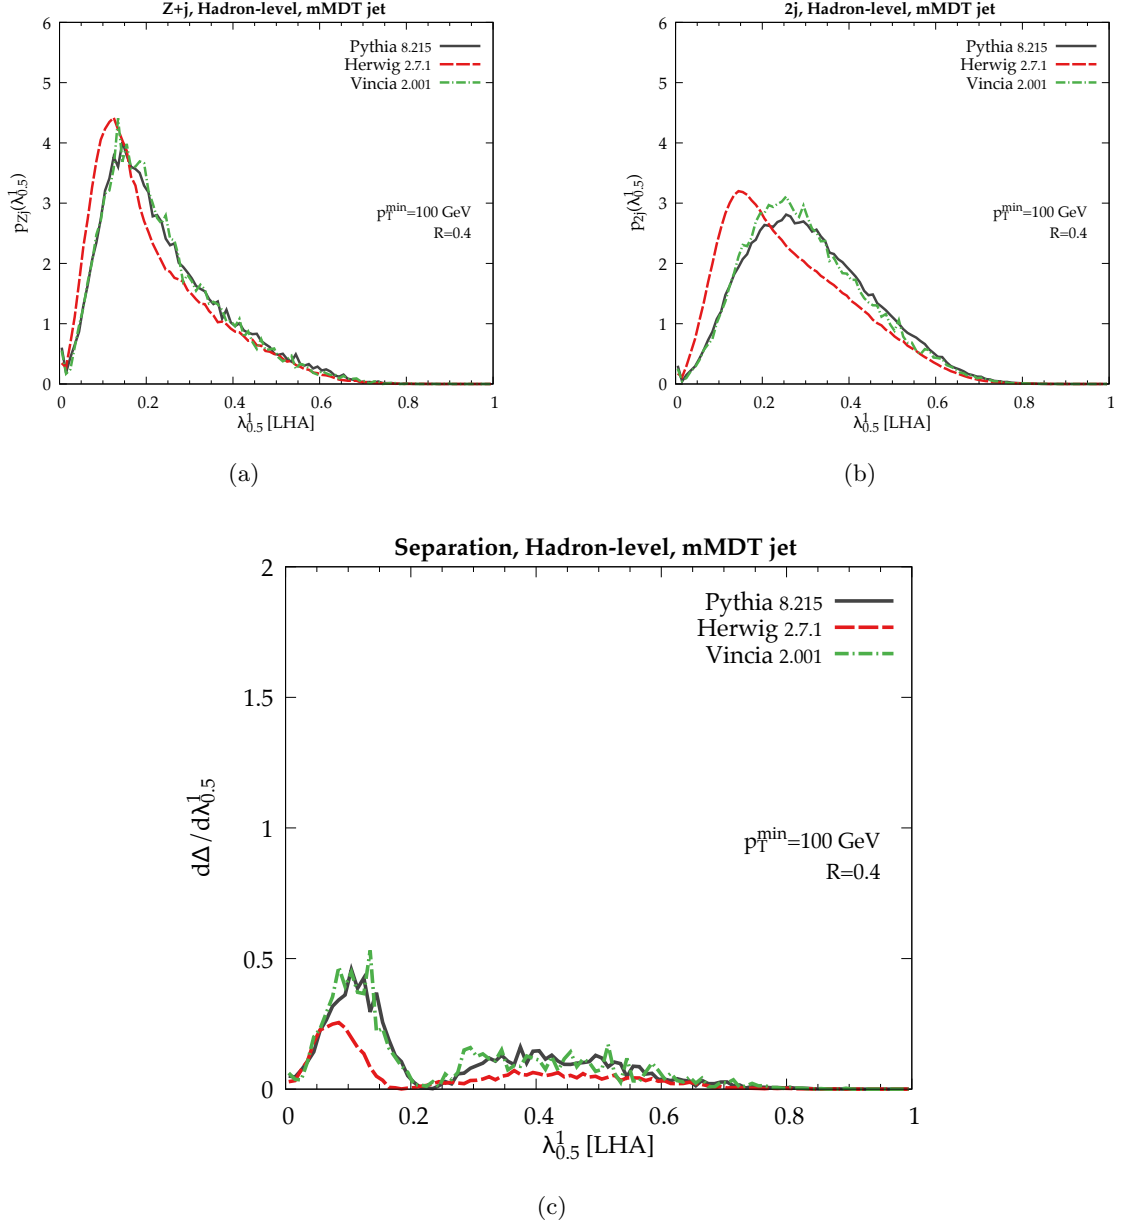 Z+j, Hadron-level, mMDT jet
6
5
4
3
2
1
0
p_Zj(λ^1_0.5)
Pythia 8.215
Herwig 2.7.1
Vincia 2.001
p_T^min=100 GeV
R=0.4
0 0.2 0.4 0.6 0.8 1
λ^1_0.5 [LHA]
(a)
2j, Hadron-level, mMDT jet
6
5
4
3
2
1
0
p_2j(λ^1_0.5)
Pythia 8.215
Herwig 2.7.1
Vincia 2.001
p_T^min=100 GeV
R=0.4
0 0.2 0.4 0.6 0.8 1
λ^1_0.5 [LHA]
(b)
Separation, Hadron-level, mMDT jet
2
1.5
1
0.5
0
dΔ/dλ^1_0.5
Pythia 8.215
Herwig 2.7.1
Vincia 2.001
p_T^min=100 GeV
R=0.4
0 0.2 0.4 0.6 0.8 1
λ^1_0.5 [LHA]
(c)